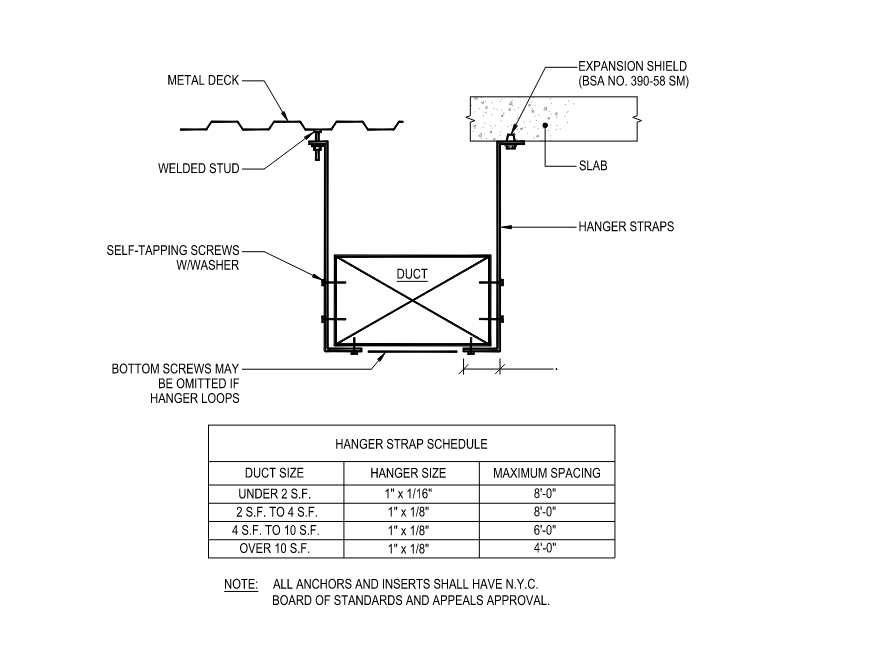 EXPANSION SHIELD
(BSA NO. 390-58 SM)
METAL DECK
WELDED STUD
SLAB
HANGER STRAPS
SELF-TAPPING SCREWS
W/WASHER
DUCT
BOTTOM SCREWS MAY
BE OMITTED IF
HANGER LOOPS
HANGER STRAP SCHEDULE
DUCT SIZE HANGER SIZE MAXIMUM SPACING
UNDER 2 S.F. 1" x 1/16" 8'-0"
2 S.F. TO 4 S.F. 1" x 1/8" 8'-0"
4 S.F. TO 10 S.F. 1" x 1/8" 6'-0"
OVER 10 S.F. 1" x 1/8" 4'-0"
NOTE: ALL ANCHORS AND INSERTS SHALL HAVE N.Y.C.
BOARD OF STANDARDS AND APPEALS APPROVAL.